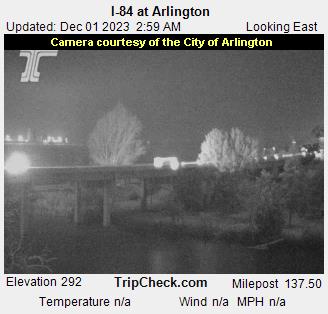 I-84 at Arlington
Updated: Dec 01 2023 2:59 AM Looking East
Camera courtesy of the City of Arlington
Elevation 292 TripCheck.com Milepost 137.50
Temperature n/a Wind n/a MPH n/a